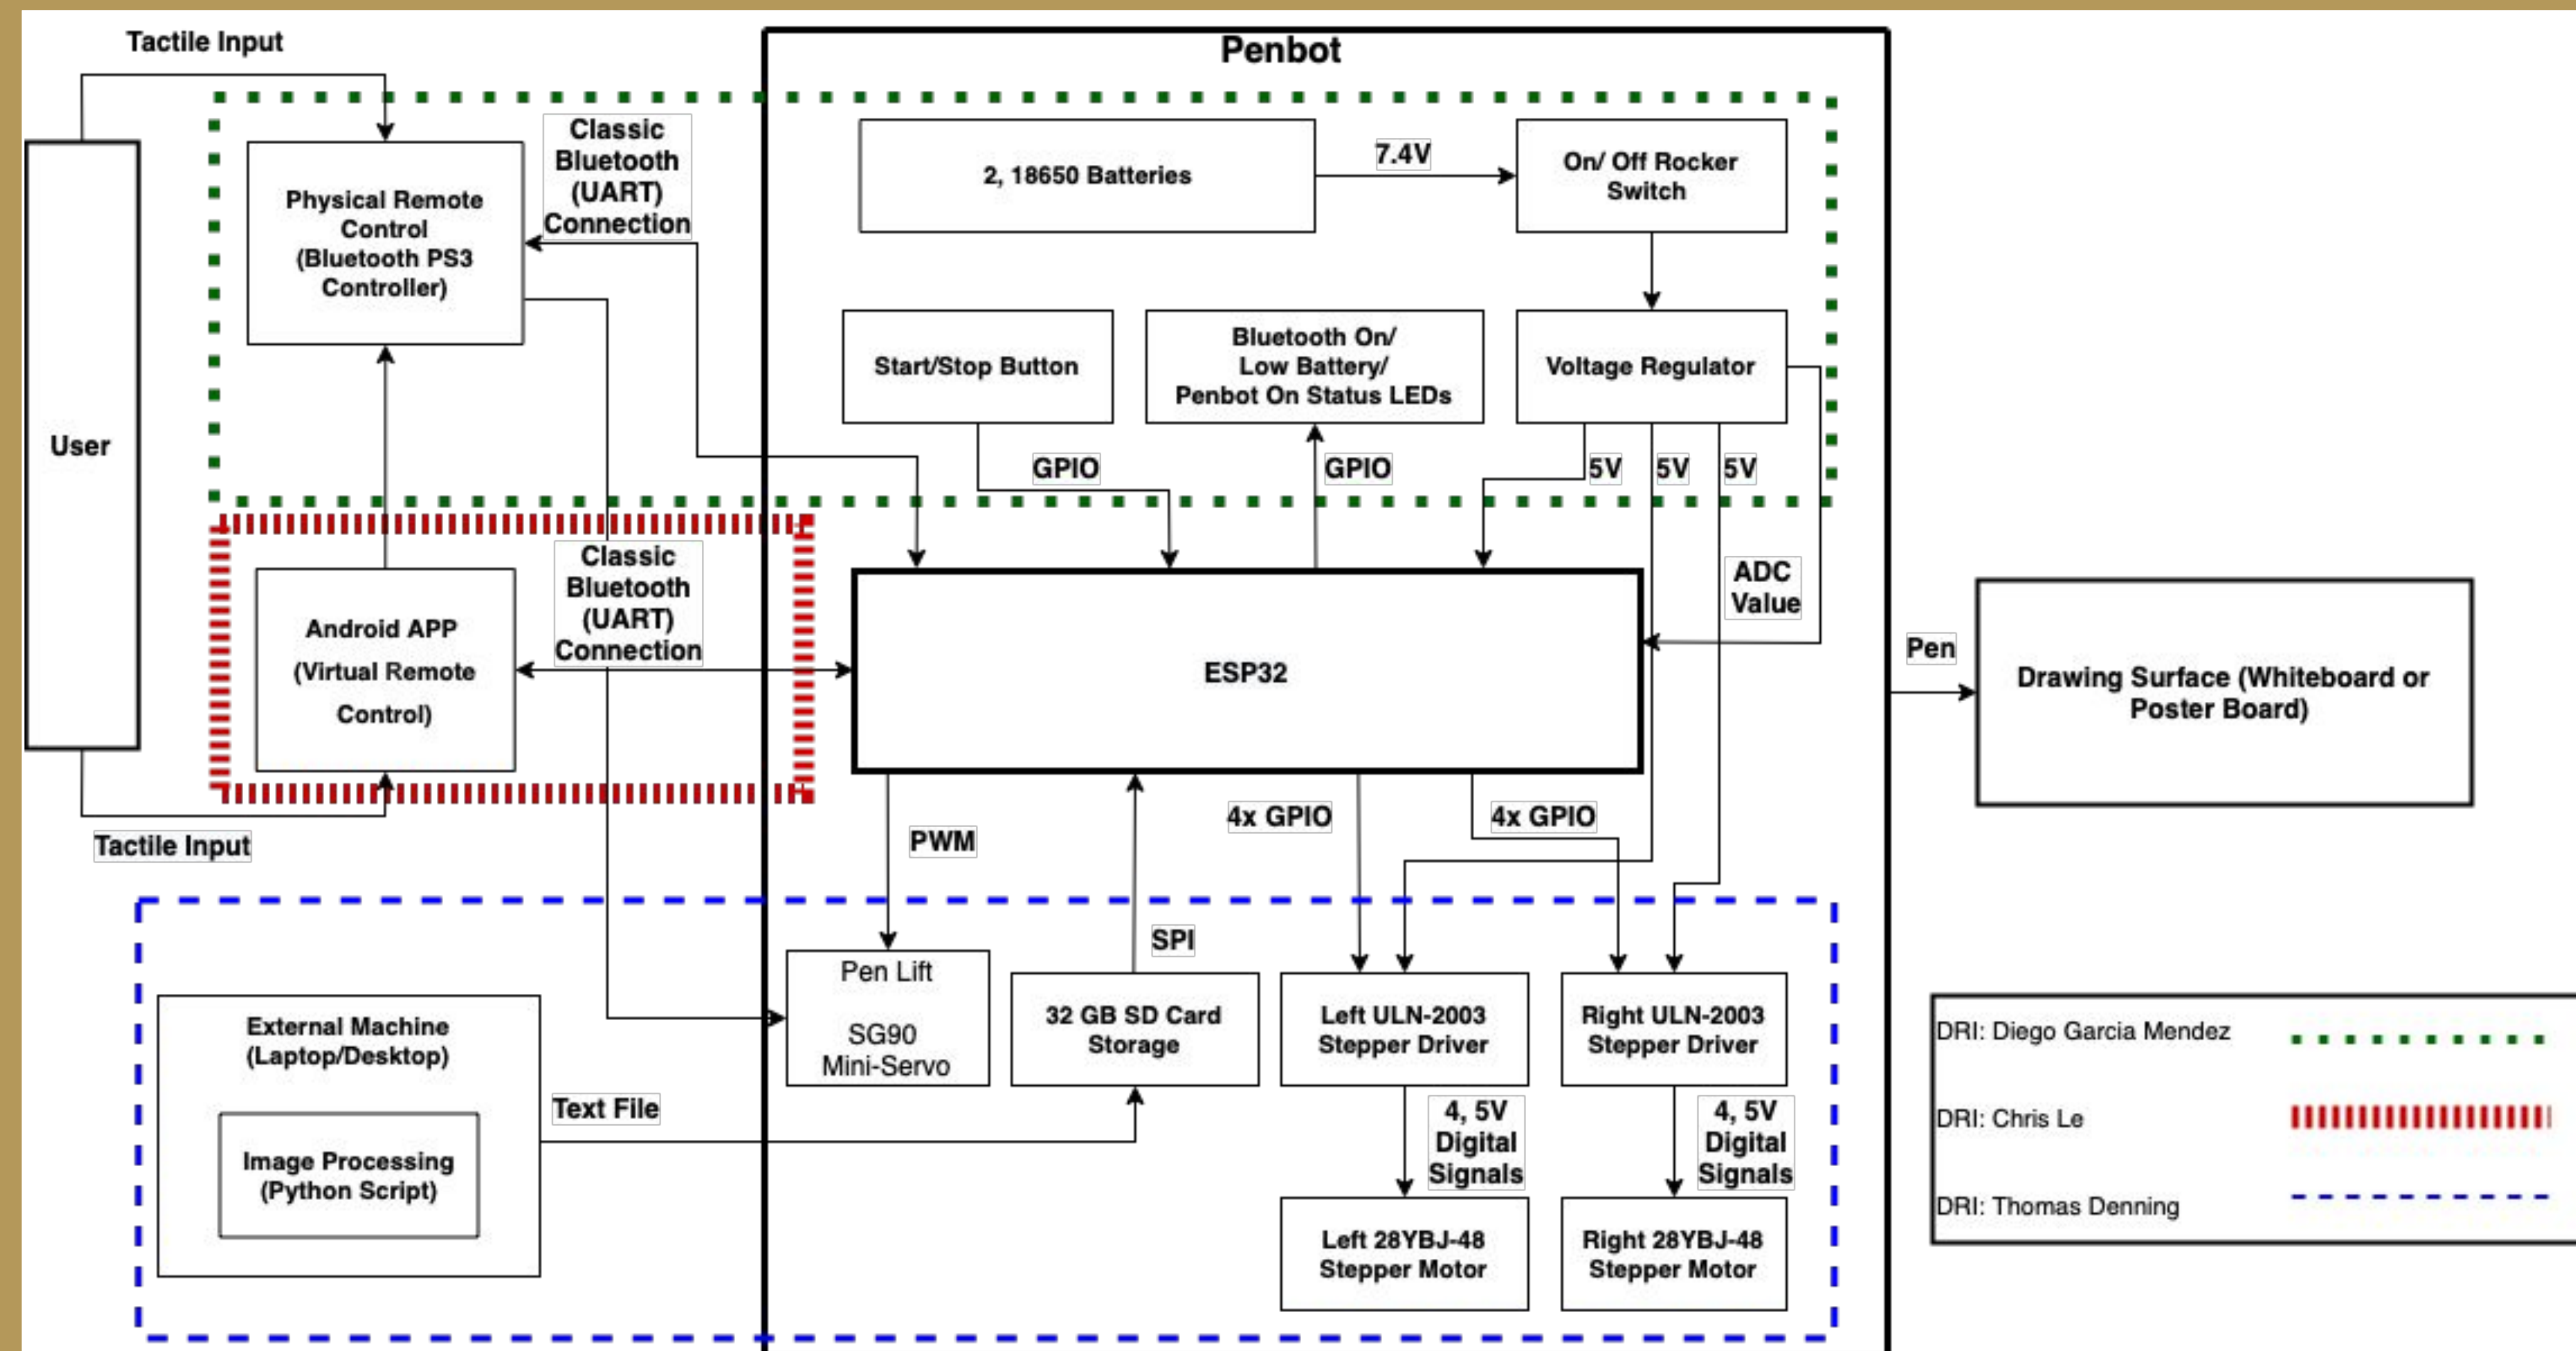 Tactile Input
Penbot
Classic
Bluetooth
(UART)
Connection
Physical Remote
Control
(Bluetooth PS3
Controller)
2, 18650 Batteries
7.4V
On/ Off Rocker
Switch
Start/Stop Button
Bluetooth On/
Low Battery/
Penbot On Status LEDs
Voltage Regulator
User
GPIO
GPIO
5V
5V
5V
Classic
Bluetooth
(UART)
Connection
ADC
Value
Android APP
(Virtual Remote
Control)
ESP32
Pen
Drawing Surface (Whiteboard or
Poster Board)
Tactile Input
PWM
4x GPIO
4x GPIO
SPI
Pen Lift
SG90
Mini-Servo
32 GB SD Card
Storage
Left ULN-2003
Stepper Driver
Right ULN-2003
Stepper Driver
External Machine
(Laptop/Desktop)
Text File
Image Processing
(Python Script)
4, 5V
Digital
Signals
4, 5V
Digital
Signals
Left 28YBJ-48
Stepper Motor
Right 28YBJ-48
Stepper Motor
DRI: Diego Garcia Mendez
DRI: Chris Le
DRI: Thomas Denning